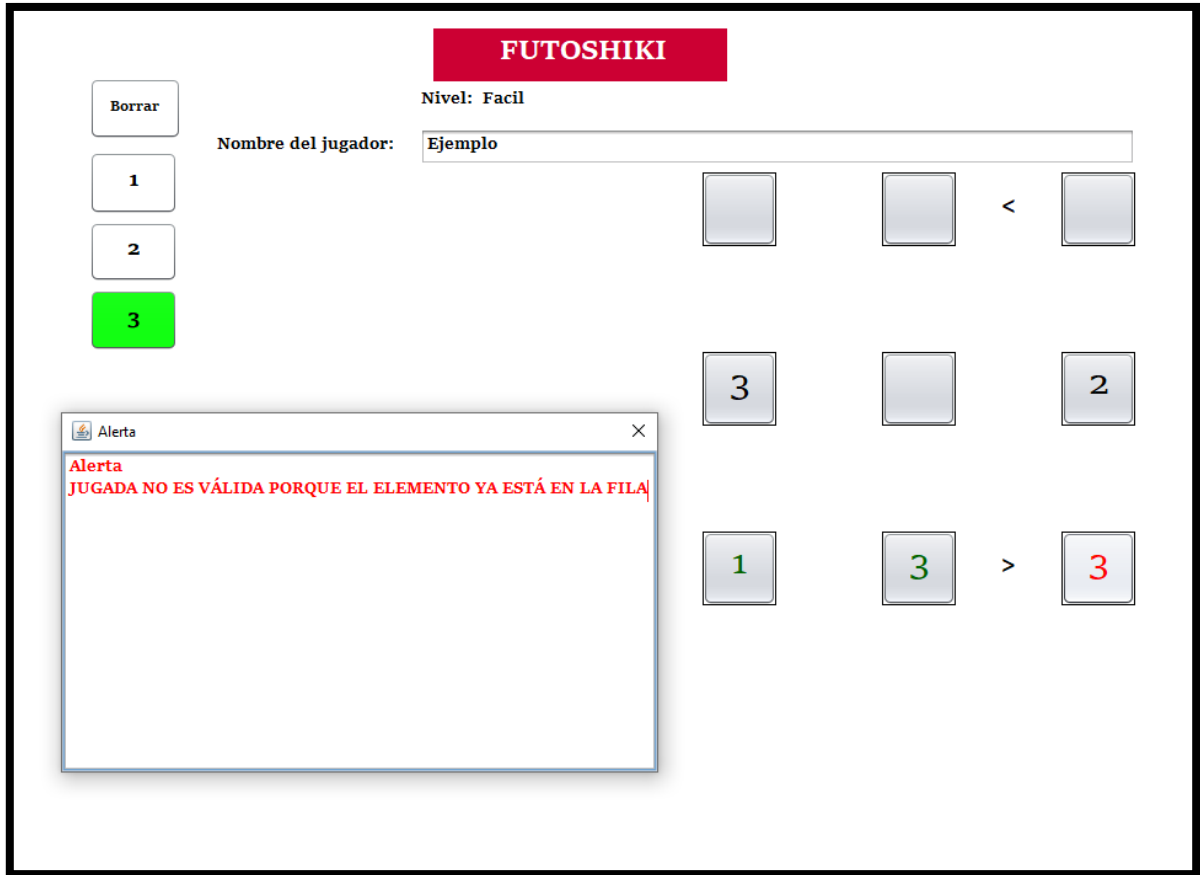 FUTOSHIKI
Borrar
Nivel: Facil
Nombre del jugador: Ejemplo
1
<
2
3
3 2
Alerta
Alerta
JUGADA NO ES VÁLIDA PORQUE EL ELEMENTO YA ESTÁ EN LA FILA
1 3 > 3